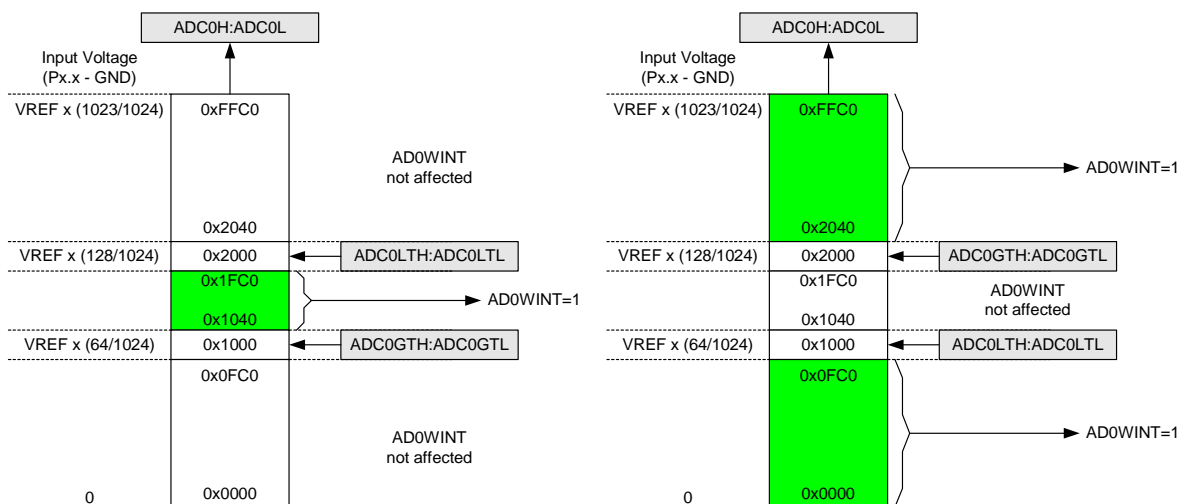 ADC0H:ADC0L
Input Voltage
(Px.x - GND)
VREF x (1023/1024)
0xFFC0
AD0WINT
not affected
0x2040
VREF x (128/1024)
0x2000
ADC0LTH:ADC0LTL
0x1FC0
AD0WINT=1
0x1040
VREF x (64/1024)
0x1000
ADC0GTH:ADC0GTL
0x0FC0
AD0WINT
not affected
0
0x0000
ADC0H:ADC0L
Input Voltage
(Px.x - GND)
VREF x (1023/1024)
0xFFC0
AD0WINT=1
0x2040
VREF x (128/1024)
0x2000
ADC0GTH:ADC0GTL
0x1FC0
AD0WINT
not affected
0x1040
VREF x (64/1024)
0x1000
ADC0LTH:ADC0LTL
0x0FC0
AD0WINT=1
0
0x0000